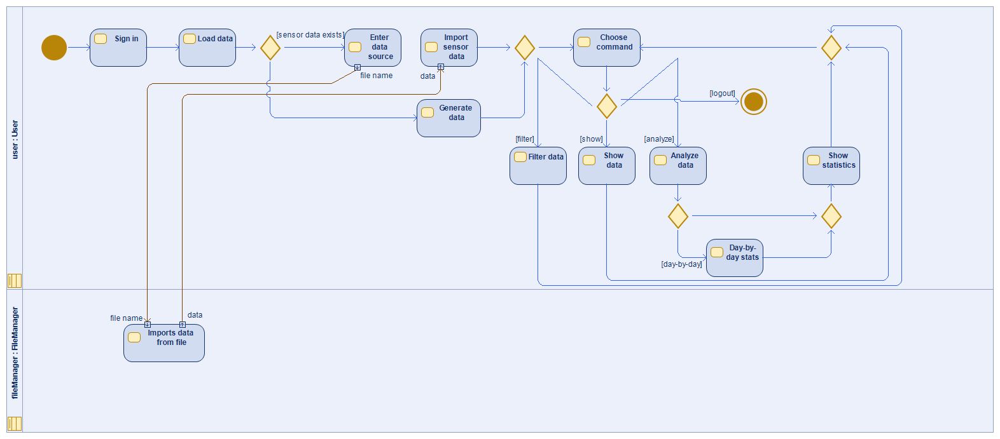 user : User
Sign in
Load data
[sensor data exists]
Enter
data
source
file name
Import
sensor
data
data
Generate
data
Choose
command
[logout]
[filter]
[show]
[analyze]
Filter data
Show
data
Analyze
data
Show
statistics
[day-by-day]
Day-by-
day stats
fileManager : FileManager
file name
data
Imports data
from file